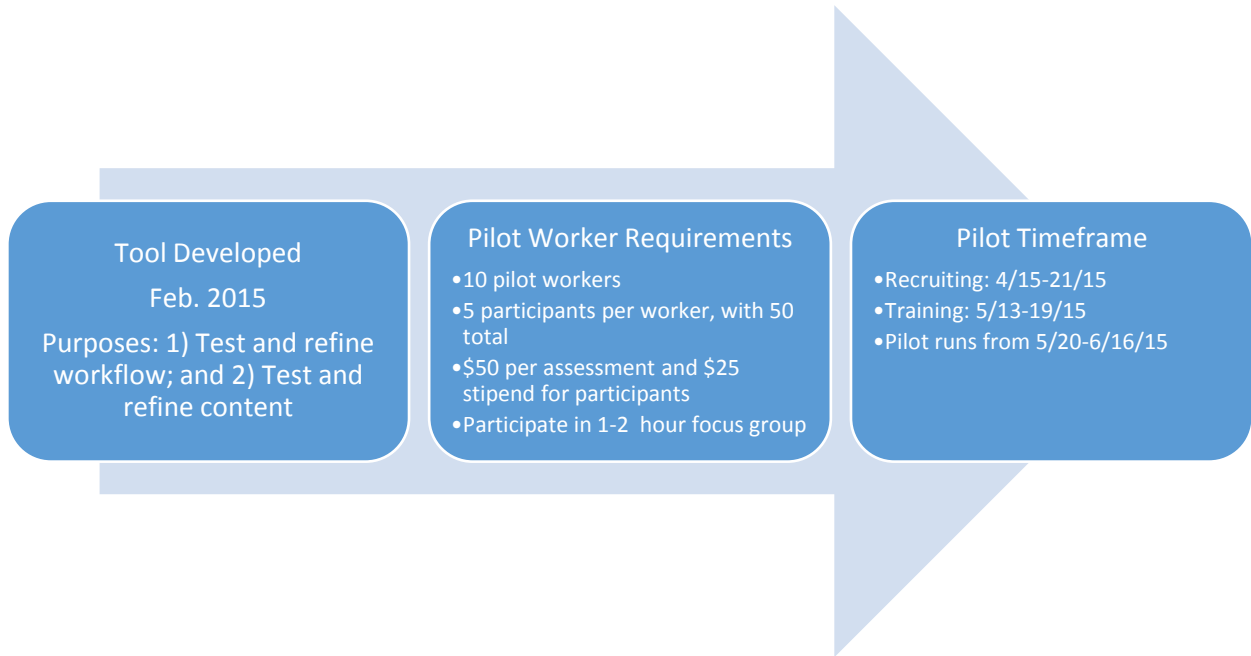 Tool Developed
Feb. 2015
Purposes: 1) Test and refine
workflow; and 2) Test and
refine content
Pilot Worker Requirements
•10 pilot workers
•5 participants per worker, with 50
total
•$50 per assessment and $25
stipend for participants
•Participate in 1-2  hour focus group
Pilot Timeframe
•Recruiting: 4/15-21/15
•Training: 5/13-19/15
•Pilot runs from 5/20-6/16/15